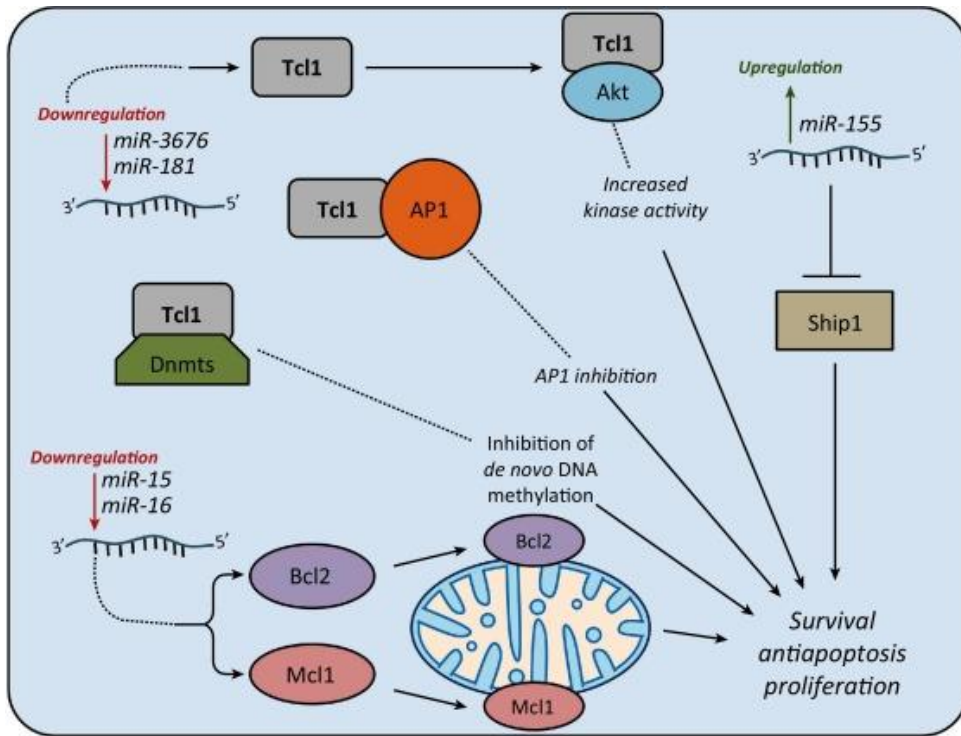 Tcl1
Tcl1
Akt
Upregulation
miR-155
3′ 5′
Downregulation
miR-3676
miR-181
3′ 5′
Tcl1
AP1
Increased
kinase activity
Tcl1
Dnmts
Ship1
AP1 inhibition
Inhibition of
de novo DNA
methylation
Downregulation
miR-15
miR-16
3′ 5′
Bcl2
Bcl2
Mcl1
Mcl1
Survival
antiapoptosis
proliferation